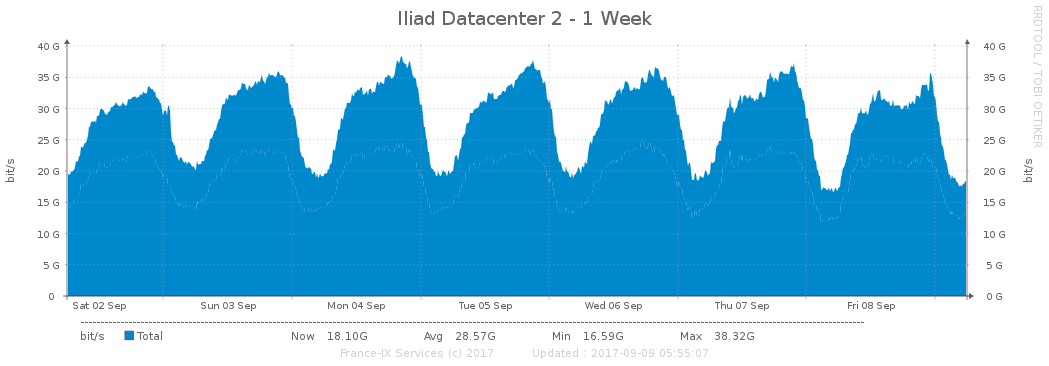 Iliad Datacenter 2 - 1 Week
RRDTOOL / TOBI OETIKER
bit/s
40 G 40 G
35 G 35 G
30 G 30 G
25 G 25 G
20 G 20 G
15 G 15 G
10 G 10 G
5 G 5 G
0 0 G
bit/s
Sat 02 Sep Sun 03 Sep Mon 04 Sep Tue 05 Sep Wed 06 Sep Thu 07 Sep Fri 08 Sep
bit/s Total Now 18.10G Avg 28.57G Min 16.59G Max 38.32G
France-IX Services (c) 2017 Updated : 2017-09-09 05:55:07